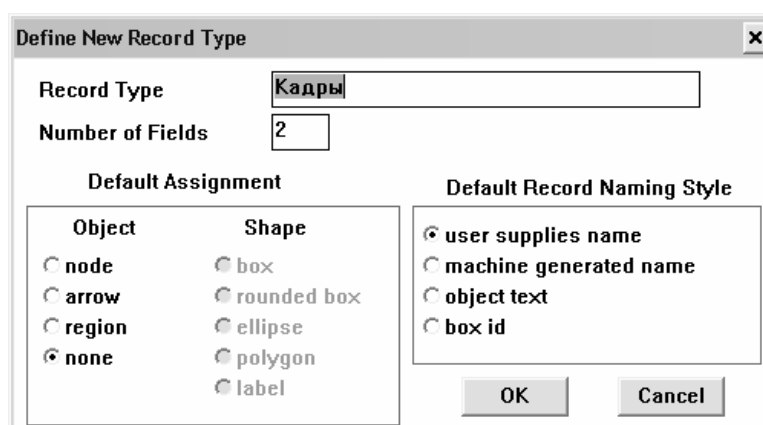 Define New Record Type
Record Type Кадры
Number of Fields 2
Default Assignment
Object Shape
node box
arrow rounded box
region ellipse
none polygon
label
Default Record Naming Style
user supplies name
machine generated name
object text
box id
OK Cancel